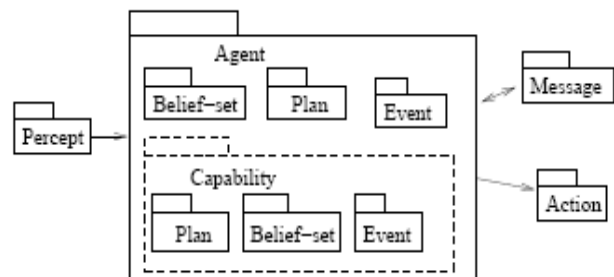 Agent
Belief-set
Plan
Event
Message
Percept
Capability
Plan
Belief-set
Event
Action